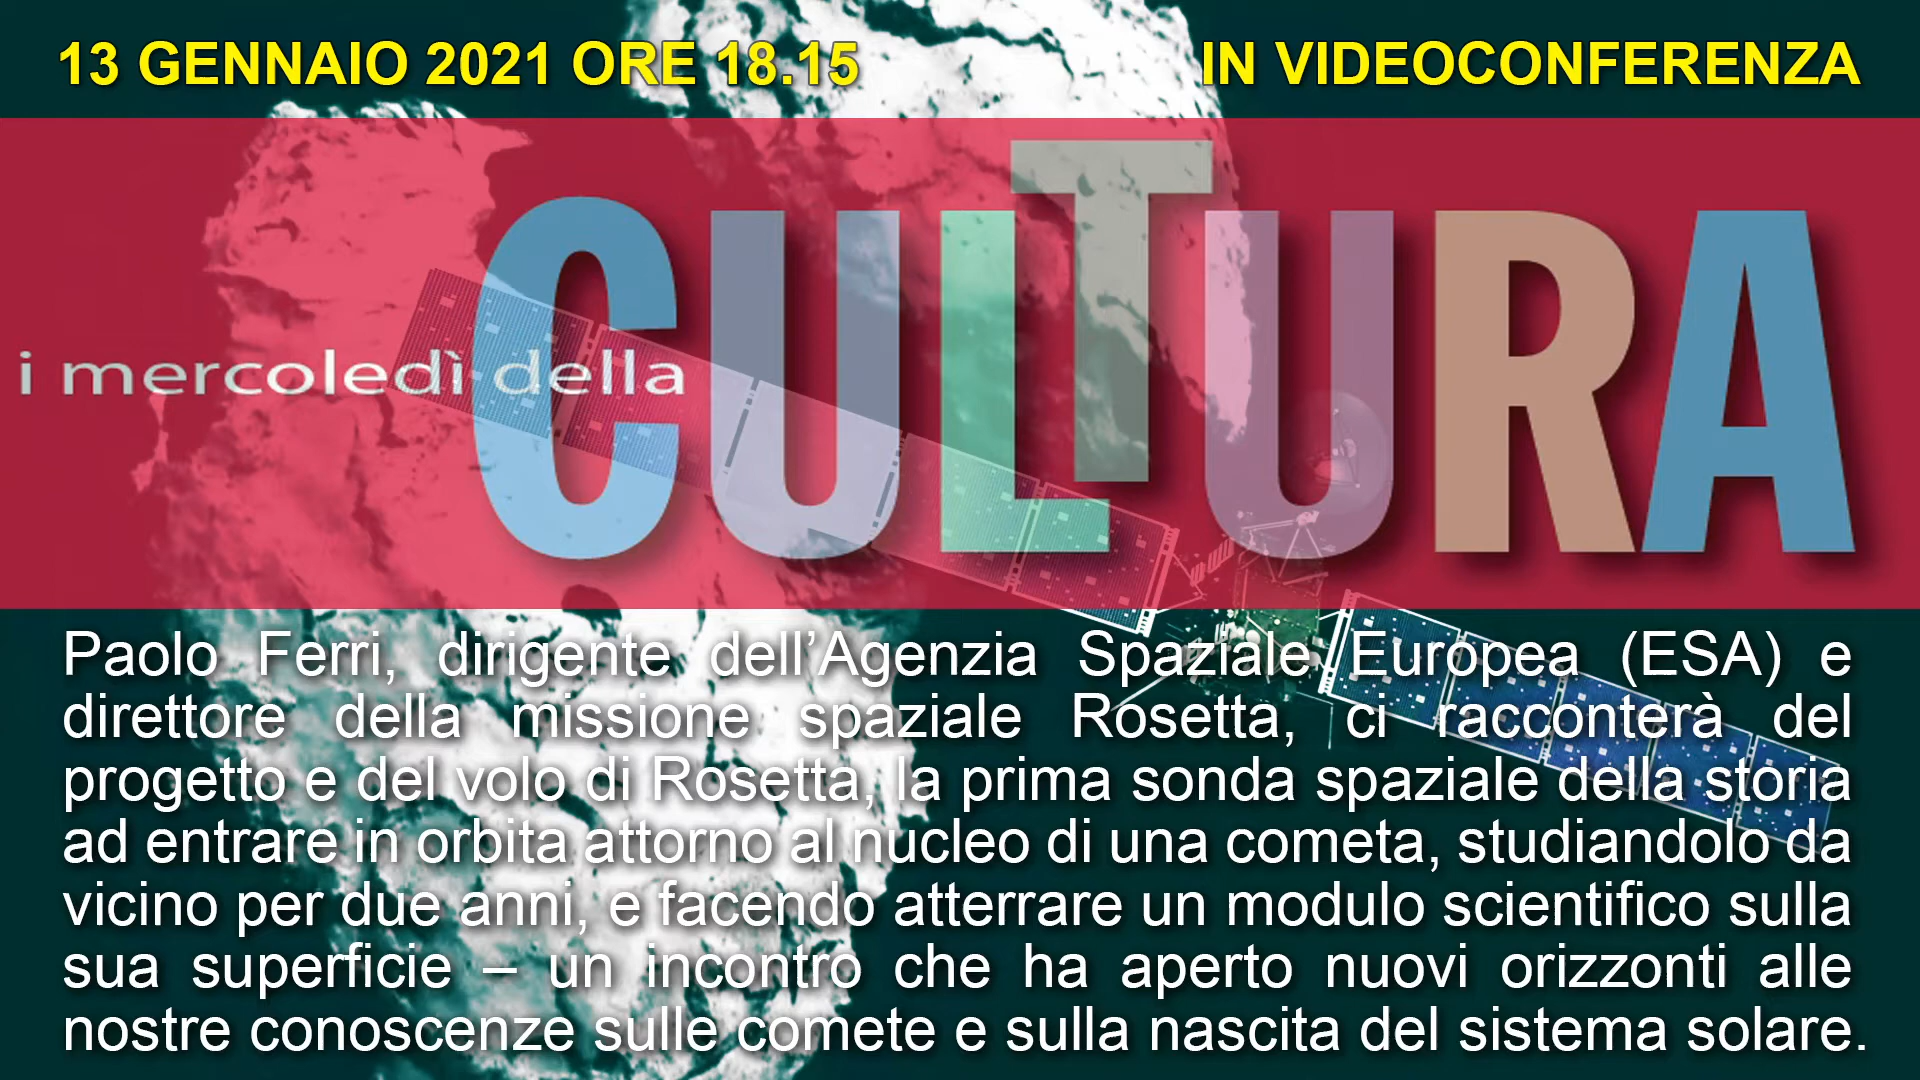 13 GENNAIO 2021 ORE 18.15 IN VIDEOCONFERENZA
i mercoledì della CULTURA
Paolo Ferri, dirigente dell’Agenzia Spaziale Europea (ESA) e
direttore della missione spaziale Rosetta, ci racconterà del
progetto e del volo di Rosetta, la prima sonda spaziale della storia
ad entrare in orbita attorno al nucleo di una cometa, studiandolo da
vicino per due anni, e facendo atterrare un modulo scientifico sulla
sua superficie – un incontro che ha aperto nuovi orizzonti alle
nostre conoscenze sulle comete e sulla nascita del sistema solare.